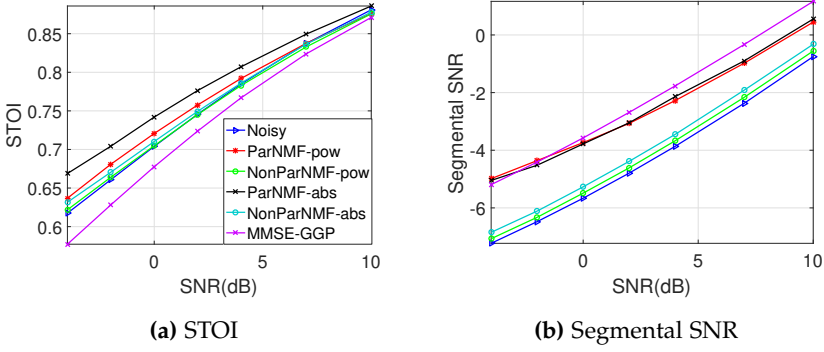 STOI
0.85
0.8
0.75
0.7
0.65
0.6
0
5
10
SNR(dB)
Noisy
ParNMF-pow
NonParNMF-pow
ParNMF-abs
NonParNMF-abs
MMSE-GGP
(a) STOI
Segmental SNR
0
-2
-4
-6
0
5
10
SNR(dB)
(b) Segmental SNR